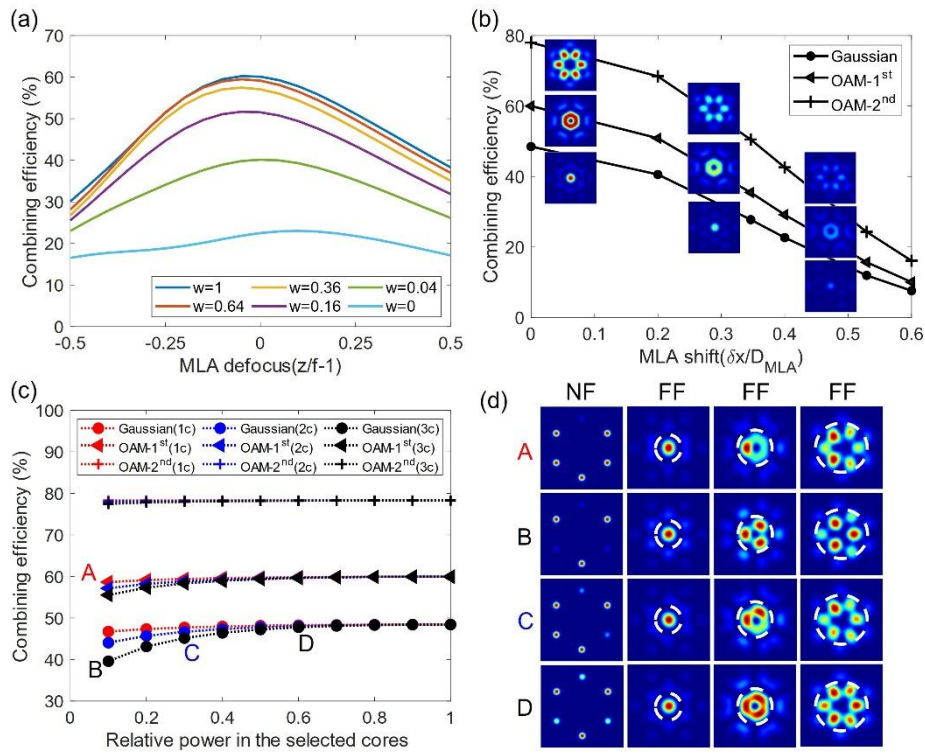 (a)
70
60
50
40
30
20
10
0
Combining efficiency (%)
-0.5
-0.25
0
0.25
0.5
MLA defocus(z/f-1)
w=1
w=0.36
w=0.04
w=0.64
w=0.16
w=0
(b)
80
60
40
20
0
Combining efficiency (%)
0
0.1
0.2
0.3
0.4
0.5
0.6
MLA shift(δx/D_MLA)
Gaussian
OAM-1st
OAM-2nd
(c)
100
90
80
70
60
50
40
30
Combining efficiency (%)
0
0.2
0.4
0.6
0.8
1
Relative power in the selected cores
Gaussian(1c)
Gaussian(2c)
Gaussian(3c)
OAM-1st(1c)
OAM-1st(2c)
OAM-1st(3c)
OAM-2nd(1c)
OAM-2nd(2c)
OAM-2nd(3c)
A
B
C
D
(d)
NF
FF
FF
FF
A
B
C
D